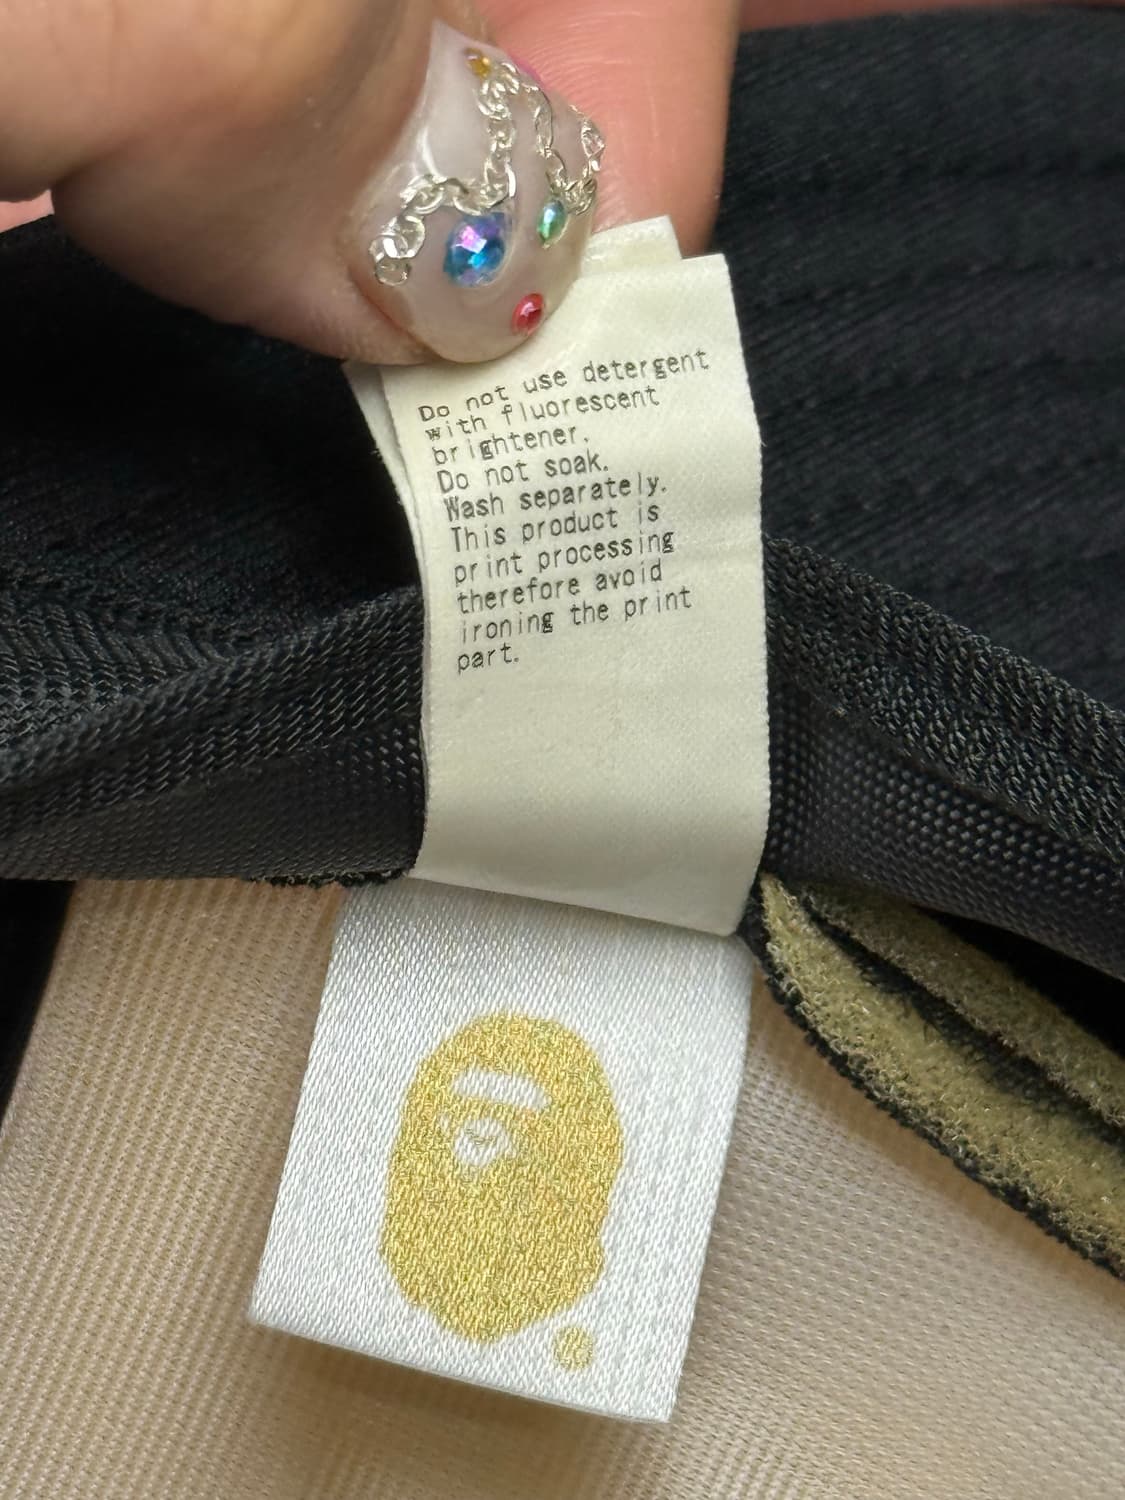 Do not use detergent
with fluorescent
brightener.
Do not soak.
Wash separately.
This product is
print processing
therefore avoid
ironing the print
part.
®